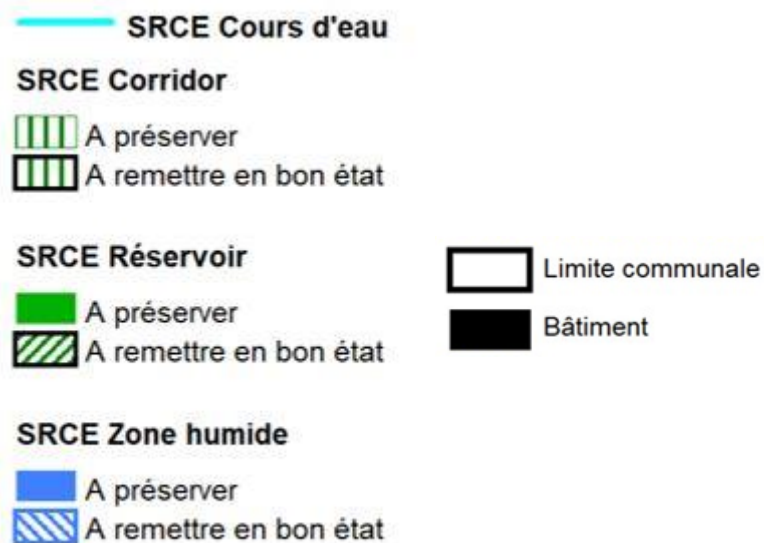 SRCE Cours d'eau
SRCE Corridor
A préserver
A remettre en bon état
SRCE Réservoir
A préserver
A remettre en bon état
Limite communale
Bâtiment
SRCE Zone humide
A préserver
A remettre en bon état